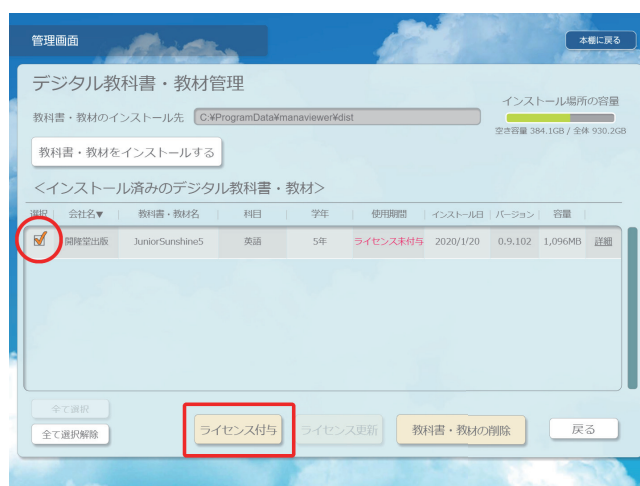 管理画面
本棚に戻る
デジタル教科書・教材管理
インストール場所の容量
教科書・教材のインストール先 C:¥ProgramData¥manaviewer¥dist
空き容量 384.1GB / 全体 930.2GB
教科書・教材をインストールする
<インストール済みのデジタル教科書・教材>
選択 会社名▼ 教科書・教材名 科目 学年 使用期間 インストール日 バージョン 容量
開隆堂出版 JuniorSunshine5 英語 5年 ライセンス未付与 2020/1/20 0.9.102 1,096MB 詳細
全て選択
全て選択解除
ライセンス付与
ライセンス更新
教科書・教材の削除
戻る